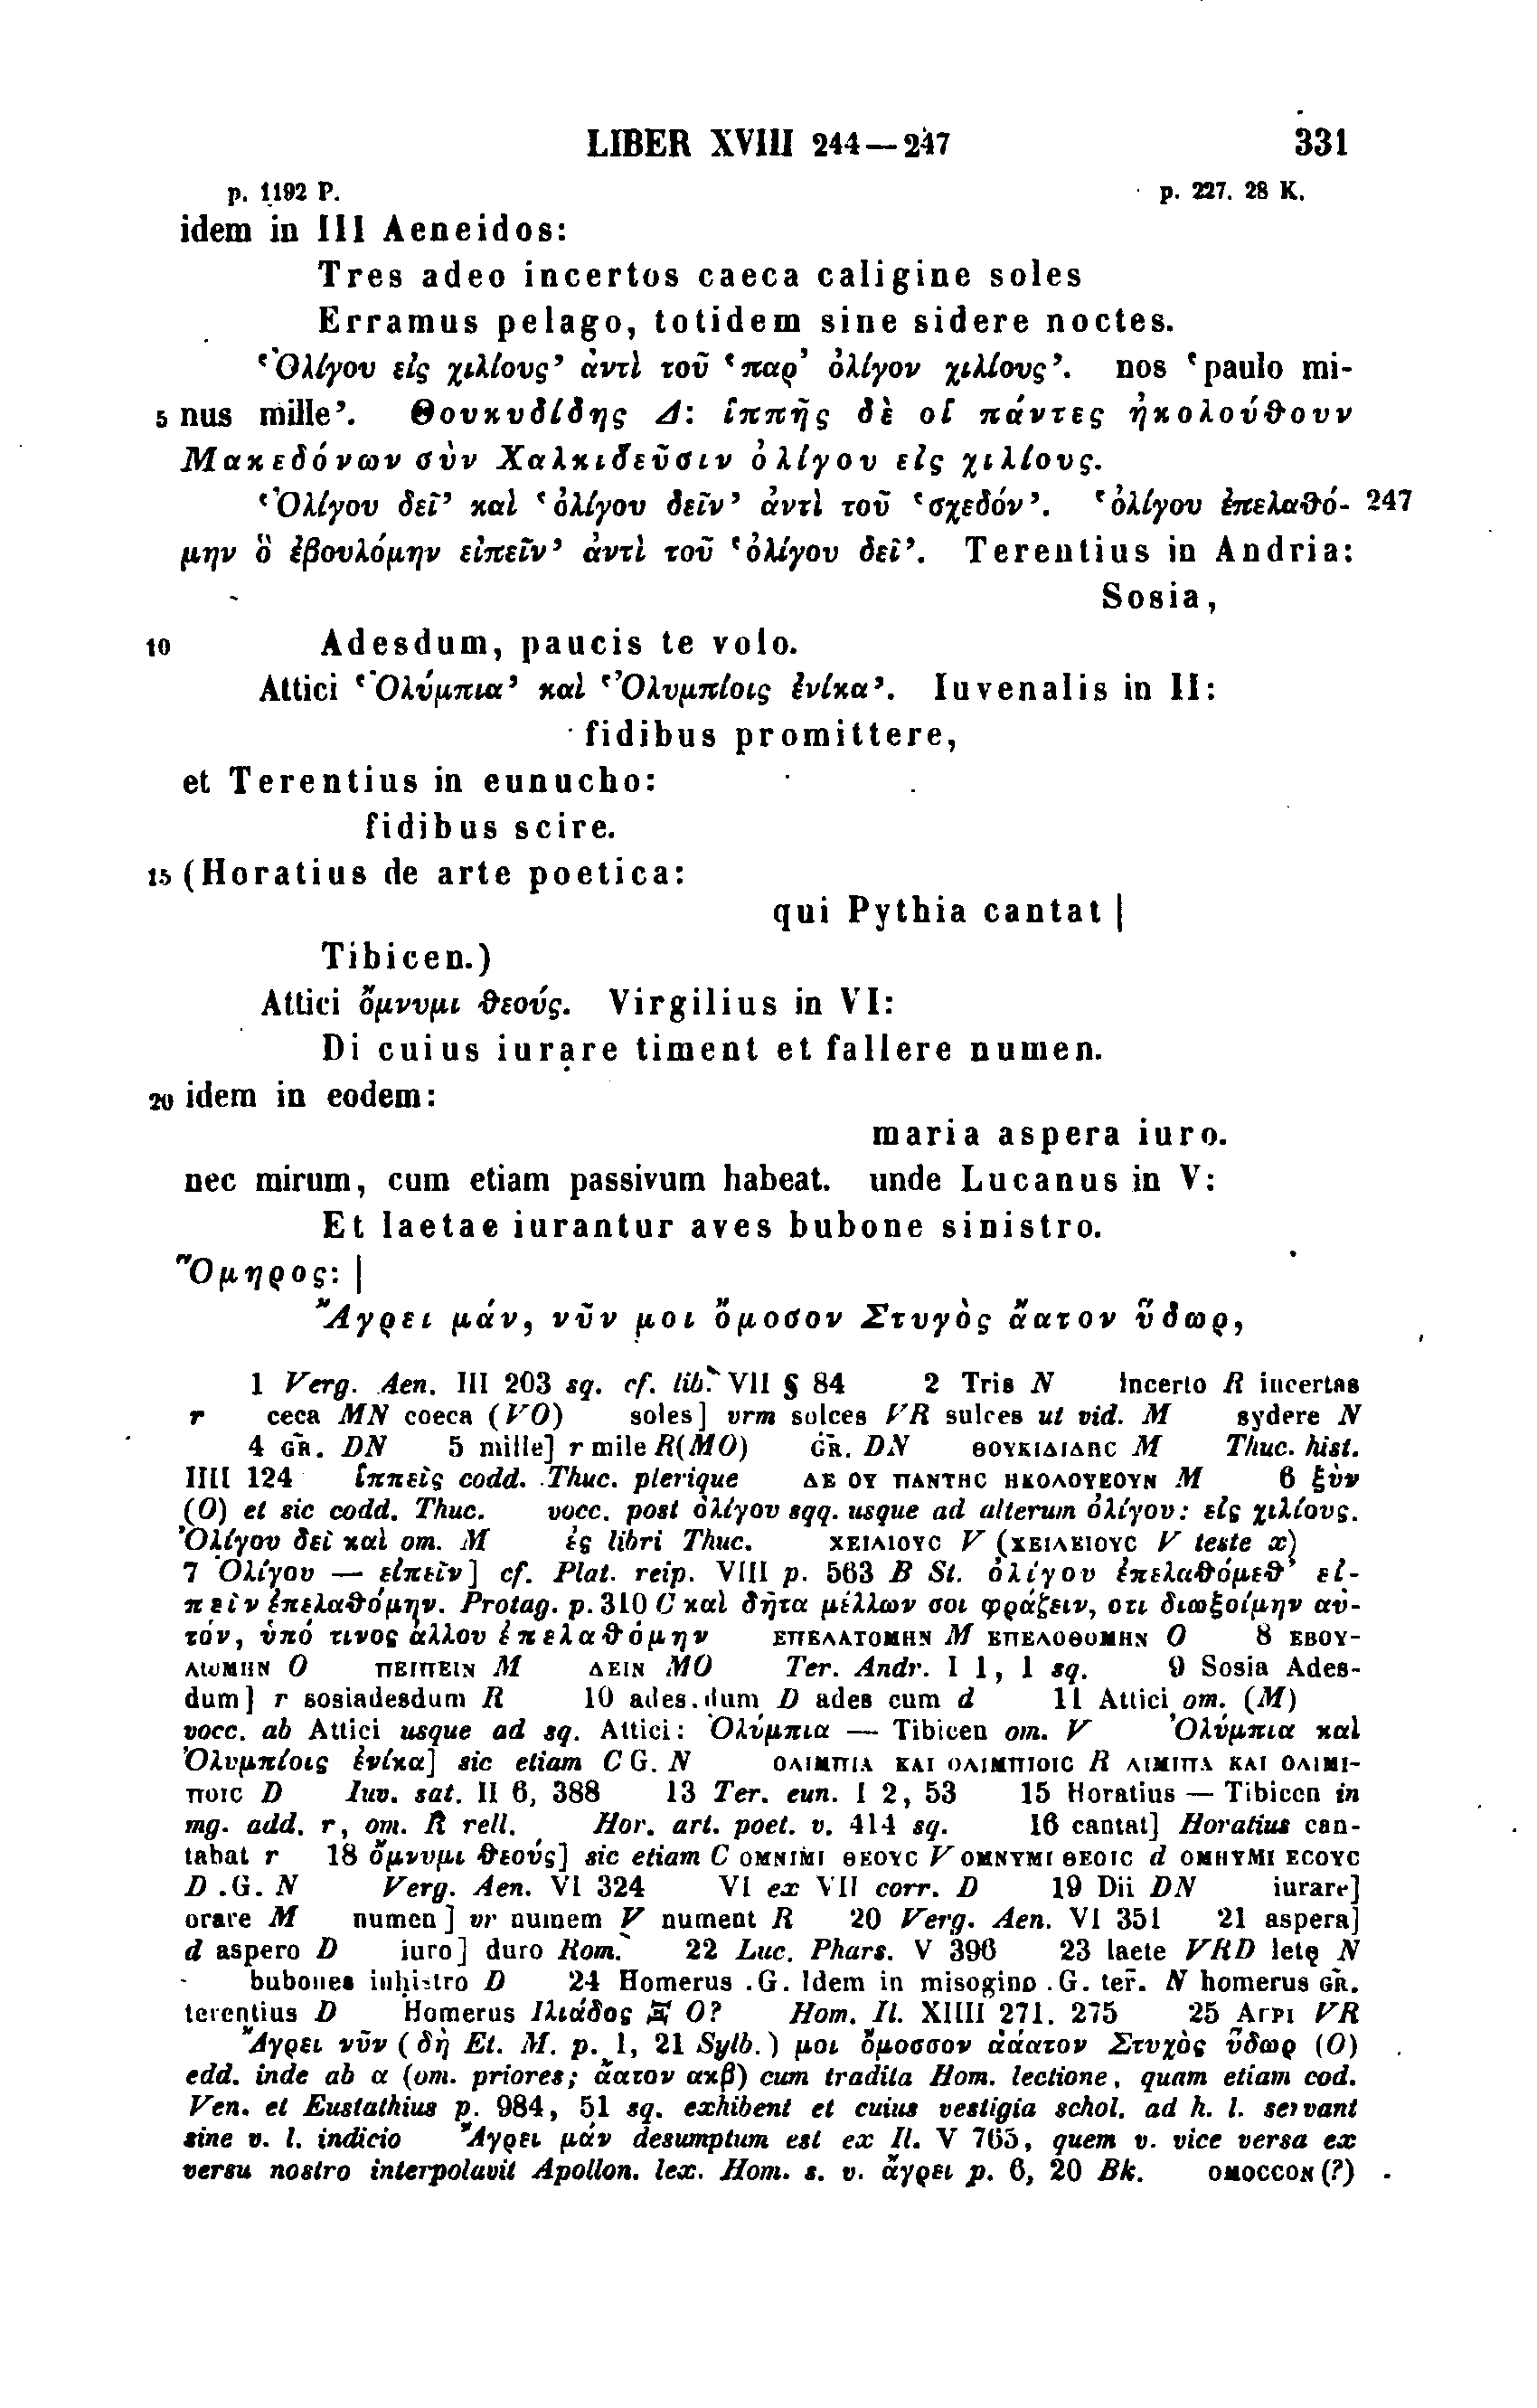 LIBER XVIII 244—247 331
p. 1192 P. p. 227. 28 K.
idem in III Aeneidos:
Tres adeo incertos caeca caligine soles
Erramus pelago, totidem sine sidere noctes.
‘Ὀλίγου εἰς χιλίους’ ἀντὶ τοῦ ‘παρ’ ὀλίγον χιλίους’. nos ‘paulo mi-
5 nus mille’. Θουκυδίδης Δ: ἱππῆς δὲ οἱ πάντες ἠκολούθουν
Μακεδόνων σὺν Χαλκιδεῦσιν ὀλίγου εἰς χιλίους.
‘Ὀλίγου δεῖ’ καὶ ‘ὀλίγου δεῖν’ ἀντὶ τοῦ ‘σχεδόν’. ‘ὀλίγου ἐπελαθό- 247
μην ὃ ἐβουλόμην εἰπεῖν’ ἀντὶ τοῦ ‘ὀλίγου δεῖ’. Terentius in Andria:
Sosia,
10 Adesdum, paucis te volo.
Attici ‘Ὀλύμπια’ καὶ ‘Ὀλυμπίοις ἐνίκα’. Iuvenalis in II:
fidibus promittere,
et Terentius in eunucho:
fidibus scire.
15 (Horatius de arte poetica:
qui Pythia cantat |
Tibicen.)
Attici ὄμνυμι θεούς. Virgilius in VI:
Di cuius iurare timent et fallere numen.
20 idem in eodem:
maria aspera iuro.
nec mirum, cum etiam passivum habeat. unde Lucanus in V:
Et laetae iurantur aves bubone sinistro.
Ὅμηρος: |
Ἄγρει μάν, νῦν μοι ὄμοσον Στυγὸς ἄατον ὕδωρ,
1 Verg. Aen. III 203 sq. cf. lib. VII § 84 2 Tris N incerto R incertas
r ceca MN coeca (VO) soles] vrm solces VR sulces ut vid. M sydere N
4 GR. DN 5 mille] r mile R(MO) GR. DN ΘΟΥΚΙΔΙΔΗC M Thuc. hist.
IIII 124 ἱππεῖς codd. Thuc. plerique ΔΕ ΟΥ ΠΑΝΤΗC ΗΚΟΛΟΥΕΟΥΝ M 6 ξὺν
(O) et sic codd. Thuc. vocc. post ὀλίγου sqq. usque ad alterum ὀλίγου: εἰς χιλίους.
Ὀλίγου δεῖ καὶ om. M ἐς libri Thuc. ΧΕΙΛΙΟΥC V (ΧΕΙΛΕΙΟΥC V teste x)
7 Ὀλίγου — εἰπεῖν] cf. Plat. reip. VIII p. 563 B St. ὀλίγου ἐπελαθόμεθ’ εἰ-
πεῖν ἐπελαθόμην. Protag. p. 310 C καὶ δῆτα μέλλων σοι φράζειν, ὅτι διωξοίμην αὐ-
τόν, ὑπό τινος ἄλλου ἐπελαθόμην ΕΠΕΛΑΤΟΜΗΝ M ΕΠΕΛΟΘΟΜΗΝ O 8 ΕΒΟΥ-
ΛΩΜΗΝ O ΠΕΙΠΕΙΝ M ΔΕΙΝ MO Ter. Andr. I 1, 1 sq. 9 Sosia Ades-
dum] r sosiadesdum R 10 ades.dum D ades cum d 11 Attici om. (M)
vocc. ab Attici usque ad sq. Attici: Ὀλύμπια — Tibicen om. V Ὀλύμπια καὶ
Ὀλυμπίοις ἐνίκα] sic etiam C G. N ΟΛΙΜΠΙΑ ΚΑΙ ΟΛΙΜΠΙΟΙC R ΛΙΜΙΠΑ ΚΑΙ ΟΛΙΜΙ-
ΠΟΙC D Iuv. sat. II 6, 388 13 Ter. eun. I 2, 53 15 Horatius — Tibicen in
mg. add. r, om. R rell. Hor. art. poet. v. 414 sq. 16 cantat] Horatius can-
tabat r 18 ὄμνυμι θεούς] sic etiam C ΟΜΝΙΜΙ ΘΕΟΥC V ΟΜΝΥΜΙ ΘΕΟΙC d ΟΜΗΥΜΙ ΕCΟΥC
D .G. N Verg. Aen. VI 324 VI ex VII corr. D 19 Dii DN iurare]
orare M numen] vr numem V nument R 20 Verg. Aen. VI 351 21 aspera]
d aspero D iuro] duro Rom. 22 Luc. Phars. V 396 23 laete VRD letę N
bubones inhistro D 24 Homerus .G. Idem in misogino .G. ter. N homerus GR.
terentius D Homerus Ἰλιάδος Ξ O? Hom. Il. XIIII 271. 275 25 ΑΓΡΙ VR
Ἄγρει νῦν (δὴ Et. M. p. 1, 21 Sylb.) μοι ὄμοσσον ἀάατον Στυχὸς ὕδωρ (O)
edd. inde ab α (om. priores; ἄατον ακβ) cum tradita Hom. lectione, quam etiam cod.
Ven. et Eustathius p. 984, 51 sq. exhibent et cuius vestigia schol. ad h. l. servant
sine v. l. indicio Ἄγρει μάν desumptum est ex Il. V 765, quem v. vice versa ex
versu nostro interpolavit Apollon. lex. Hom. s. v. ἄγρει p. 6, 20 Bk. ΟΜΟCCΟΝ (?)